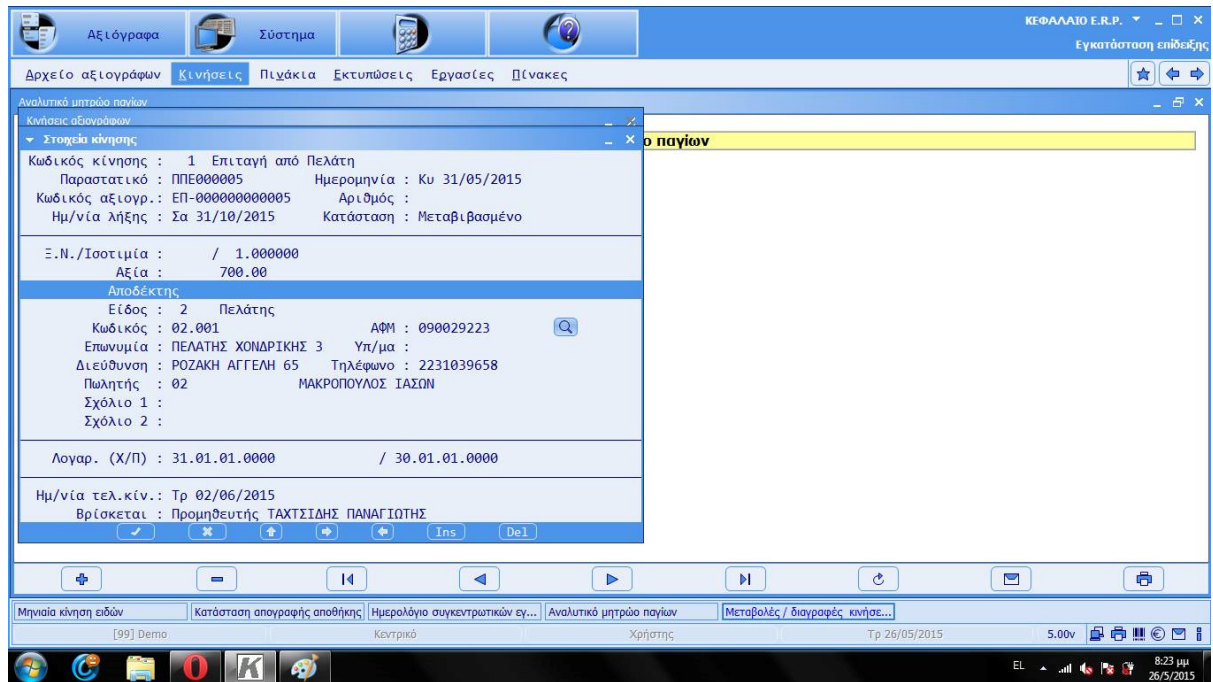 Αξιόγραφα Σύστημα ΚΕΦΑΛΑΙΟ E.R.P.
Εγκατάσταση επίδειξης
Αρχείο αξιογράφων Κινήσεις Πινάκια Εκτυπώσεις Εργασίες Πίνακες
Αναλυτικό μητρώο παγίων
Κινήσεις αξιογράφων
Στοιχεία κίνησης
ο παγίων
Κωδικός κίνησης : 1 Επιταγή από Πελάτη
Παραστατικό : ΠΠΕ000005 Ημερομηνία : Κυ 31/05/2015
Κωδικός αξιογρ.: ΕΠ-000000000005 Αριθμός :
Ημ/νία λήξης : Σα 31/10/2015 Κατάσταση : Μεταβιβασμένο
Ξ.Ν./Ισοτιμία : / 1.000000
Αξία : 700.00
Αποδέκτης
Είδος : 2 Πελάτης
Κωδικός : 02.001 ΑΦΜ : 090029223
Επωνυμία : ΠΕΛΑΤΗΣ ΧΟΝΔΡΙΚΗΣ 3 Υπ/μα :
Διεύθυνση : ΡΟΖΑΚΗ ΑΓΓΕΛΗ 65 Τηλέφωνο : 2231039658
Πωλητής : 02 ΜΑΚΡΟΠΟΥΛΟΣ ΙΑΣΩΝ
Σχόλιο 1 :
Σχόλιο 2 :
Λογαρ. (Χ/Π) : 31.01.01.0000 / 30.01.01.0000
Ημ/νία τελ.κίν.: Τρ 02/06/2015
Βρίσκεται : Προμηθευτής ΤΑΧΤΣΙΔΗΣ ΠΑΝΑΓΙΩΤΗΣ
Ins Del
Μηνιαία κίνηση ειδών Κατάσταση απογραφής αποθήκης Ημερολόγιο συγκεντρωτικών εγ... Αναλυτικό μητρώο παγίων Μεταβολές / διαγραφές κινήσε...
[99] Demo Κεντρικό Χρήστης Τρ 26/05/2015 5.00v
EL 8:23 μμ
26/5/2015